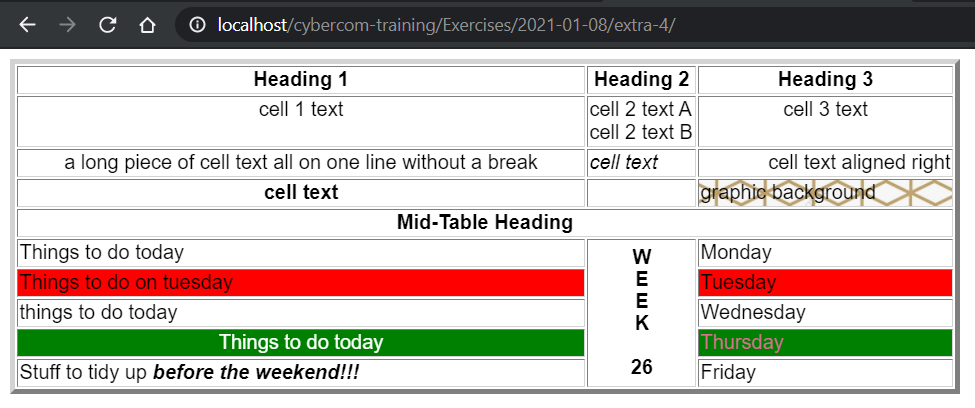 localhost/cybercom-training/Exercises/2021-01-08/extra-4/
Heading 1 Heading 2 Heading 3
cell 1 text cell 2 text A cell 3 text
cell 2 text B
a long piece of cell text all on one line without a break cell text cell text aligned right
cell text graphic background
Mid-Table Heading
Things to do today Monday
Things to do on tuesday Tuesday
things to do today Wednesday
Things to do today Thursday
Stuff to tidy up before the weekend!!! Friday
W
E
E
K
26